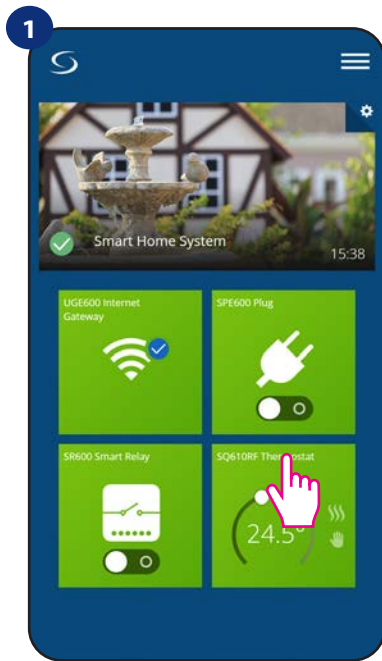 1
Smart Home System
15:38
UGE600 Internet
Gateway
SPE600 Plug
SR600 Smart Relay
SQ610RF Thermostat
24.5°